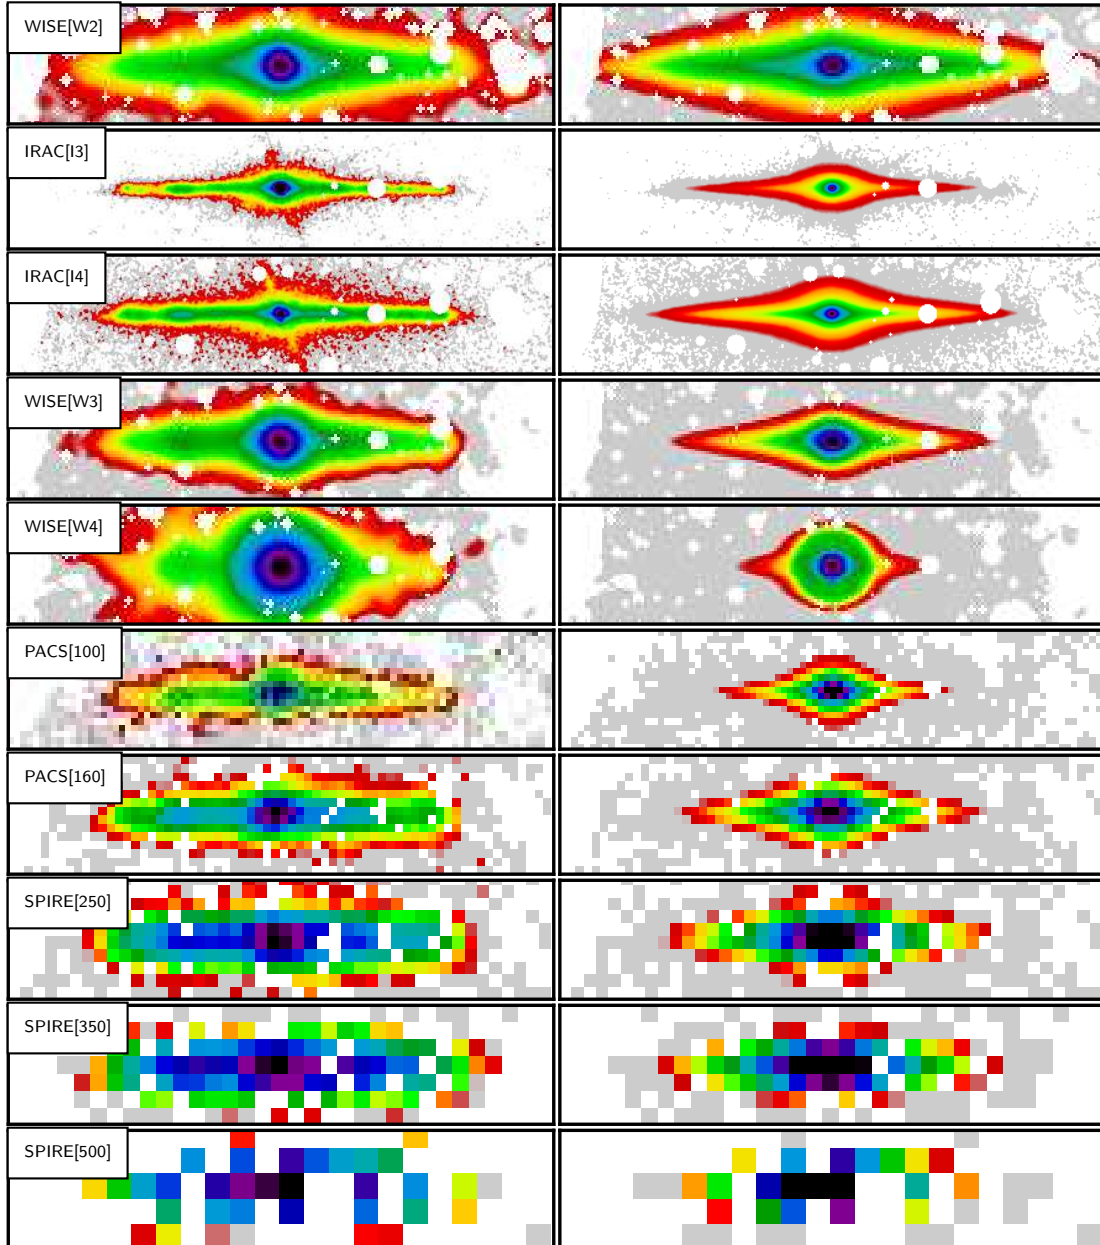 WISE[W2]
IRAC[I3]
IRAC[I4]
WISE[W3]
WISE[W4]
PACS[100]
PACS[160]
SPIRE[250]
SPIRE[350]
SPIRE[500]